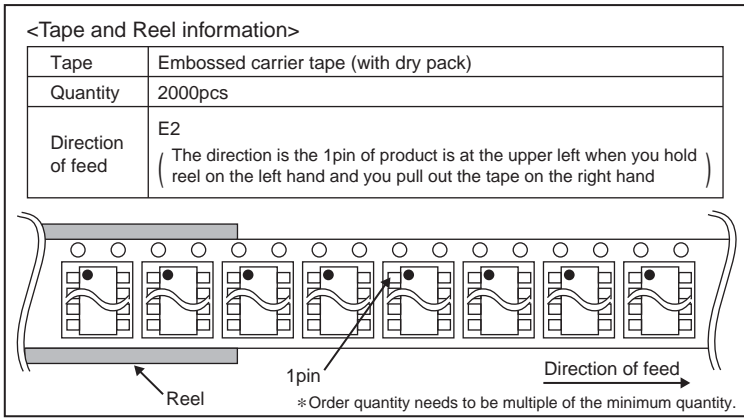 <Tape and Reel information>
Tape Embossed carrier tape (with dry pack)
Quantity 2000pcs
Direction of feed E2
( The direction is the 1pin of product is at the upper left when you hold
reel on the left hand and you pull out the tape on the right hand )
Direction of feed
1pin
Reel
*Order quantity needs to be multiple of the minimum quantity.